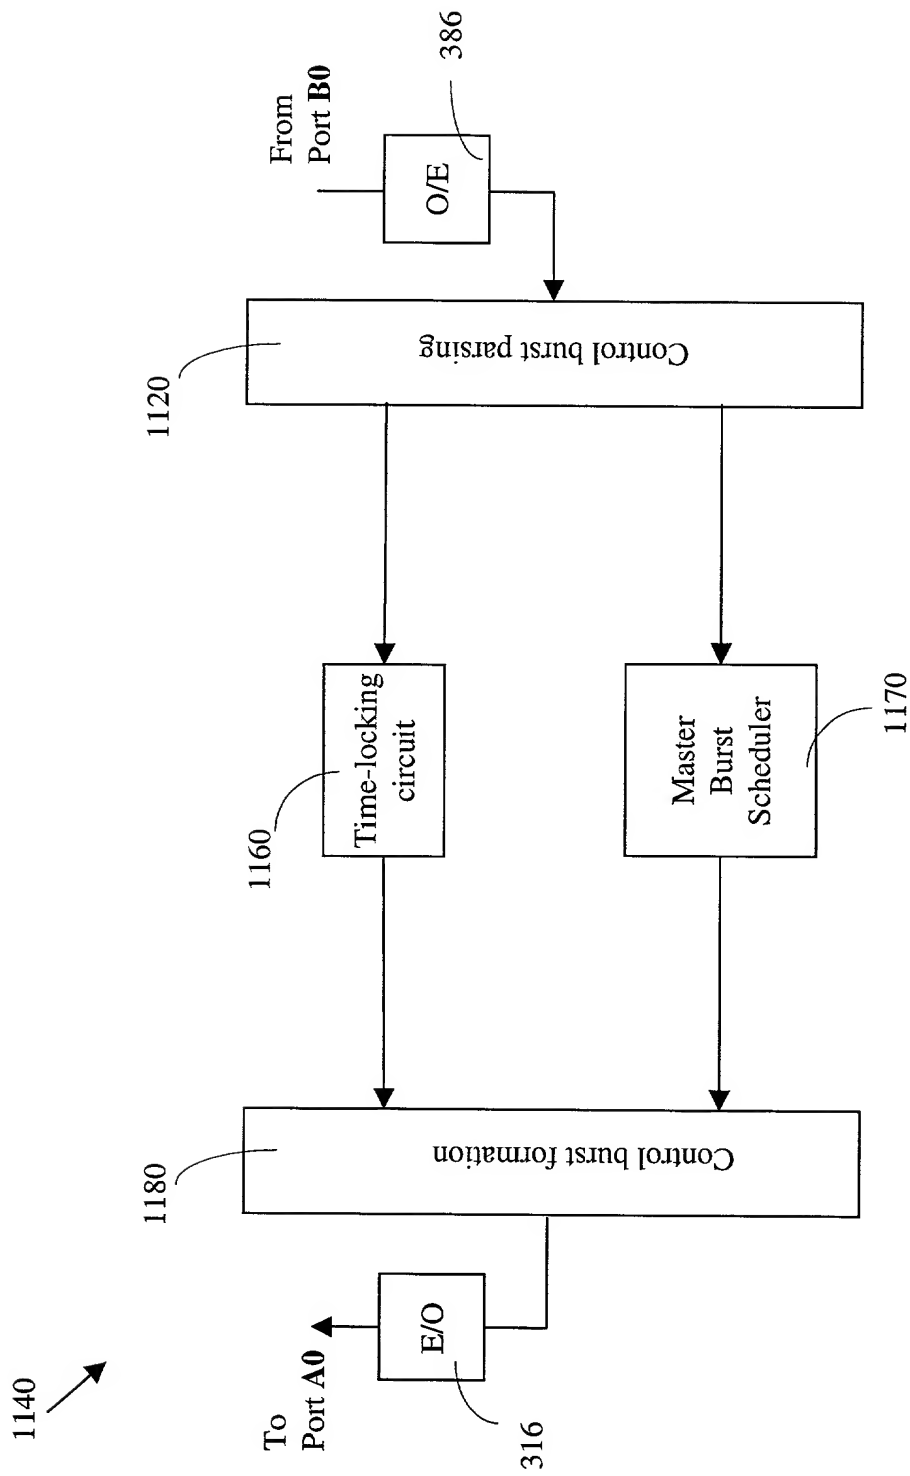 1140
To
Port A0
E/O
316
1180
Control burst formation
1160
Time-locking
circuit
Master
Burst
Scheduler
1170
1120
Control burst parsing
From
Port B0
O/E
386